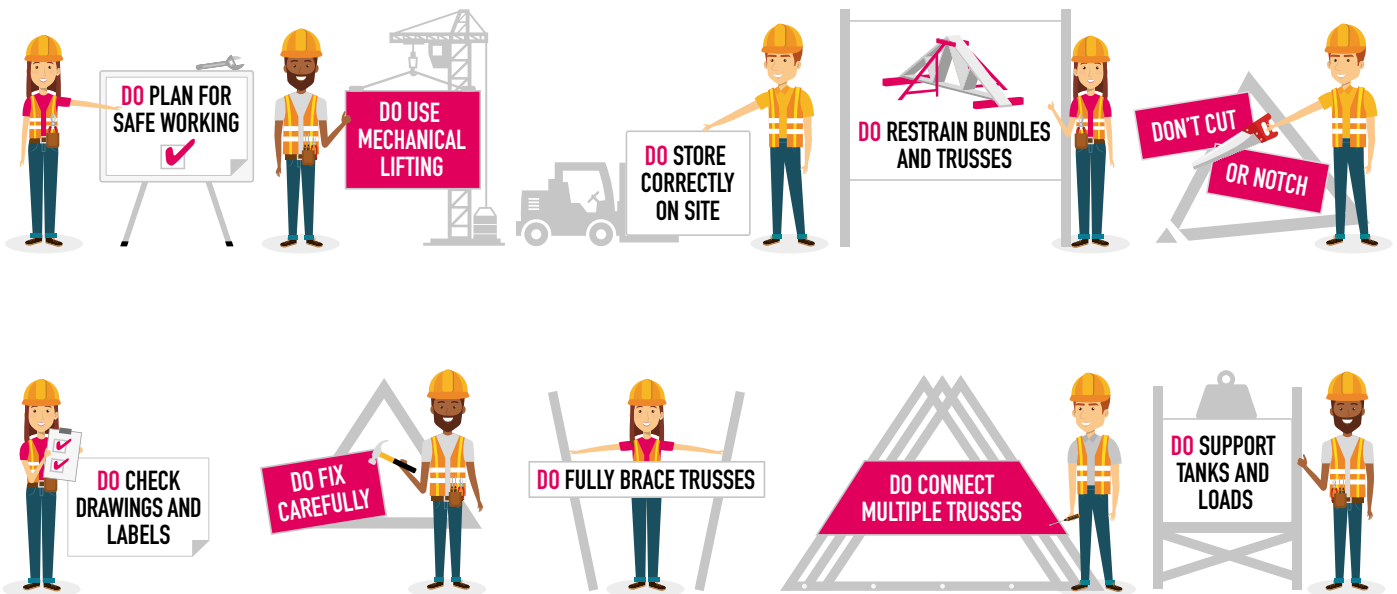 DO PLAN FOR
SAFE WORKING
DO USE
MECHANICAL
LIFTING
DO STORE
CORRECTLY
ON SITE
DO RESTRAIN BUNDLES
AND TRUSSES
DON'T CUT
OR NOTCH
DO CHECK
DRAWINGS AND
LABELS
DO FIX
CAREFULLY
DO FULLY BRACE TRUSSES
DO CONNECT
MULTIPLE TRUSSES
DO SUPPORT
TANKS AND
LOADS